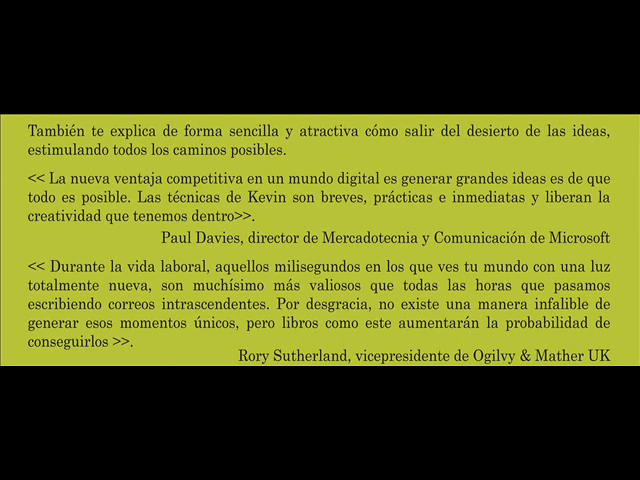 También te explica de forma sencilla y atractiva cómo salir del desierto de las ideas,
estimulando todos los caminos posibles.
<< La nueva ventaja competitiva en un mundo digital es generar grandes ideas es de que
todo es posible. Las técnicas de Kevin son breves, prácticas e inmediatas y liberan la
creatividad que tenemos dentro>>.
Paul Davies, director de Mercadotecnia y Comunicación de Microsoft
<< Durante la vida laboral, aquellos milisegundos en los que ves tu mundo con una luz
totalmente nueva, son muchísimo más valiosos que todas las horas que pasamos
escribiendo correos intrascendentes. Por desgracia, no existe una manera infalible de
generar esos momentos únicos, pero libros como este aumentarán la probabilidad de
conseguirlos >>.
Rory Sutherland, vicepresidente de Ogilvy & Mather UK